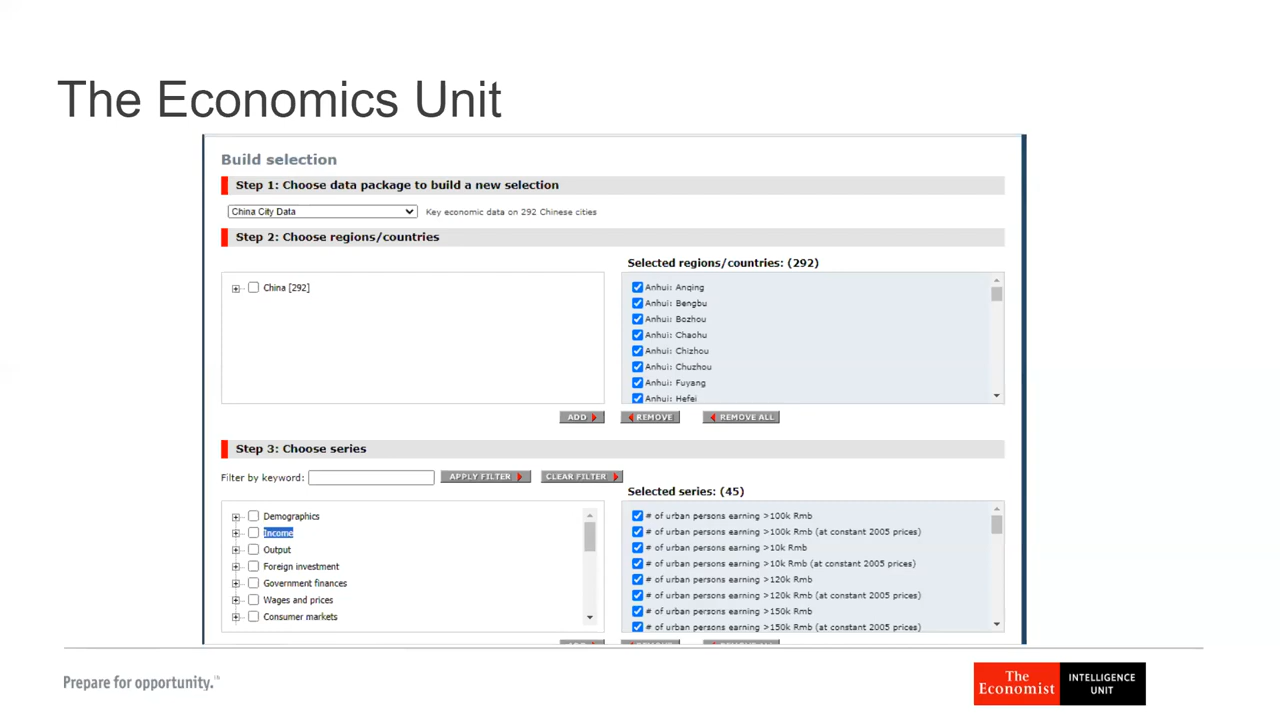 The Economics Unit
Build selection
Step 1: Choose data package to build a new selection
China City Data
Key economic data on 292 Chinese cities
Step 2: Choose regions/countries
China [292]
Selected regions/countries: (292)
Anhui: Anqing
Anhui: Bengbu
Anhui: Bozhou
Anhui: Chaohu
Anhui: Chizhou
Anhui: Chuzhou
Anhui: Fuyang
Anhui: Hefei
ADD
REMOVE
REMOVE ALL
Step 3: Choose series
Filter by keyword:
APPLY FILTER
CLEAR FILTER
Demographics
Income
Output
Foreign investment
Government finances
Wages and prices
Consumer markets
Selected series: (45)
# of urban persons earning >100k Rmb
# of urban persons earning >100k Rmb (at constant 2005 prices)
# of urban persons earning >10k Rmb
# of urban persons earning >10k Rmb (at constant 2005 prices)
# of urban persons earning >120k Rmb
# of urban persons earning >120k Rmb (at constant 2005 prices)
# of urban persons earning >150k Rmb
# of urban persons earning >150k Rmb (at constant 2005 prices)
Prepare for opportunity.™
The
Economist
INTELLIGENCE
UNIT